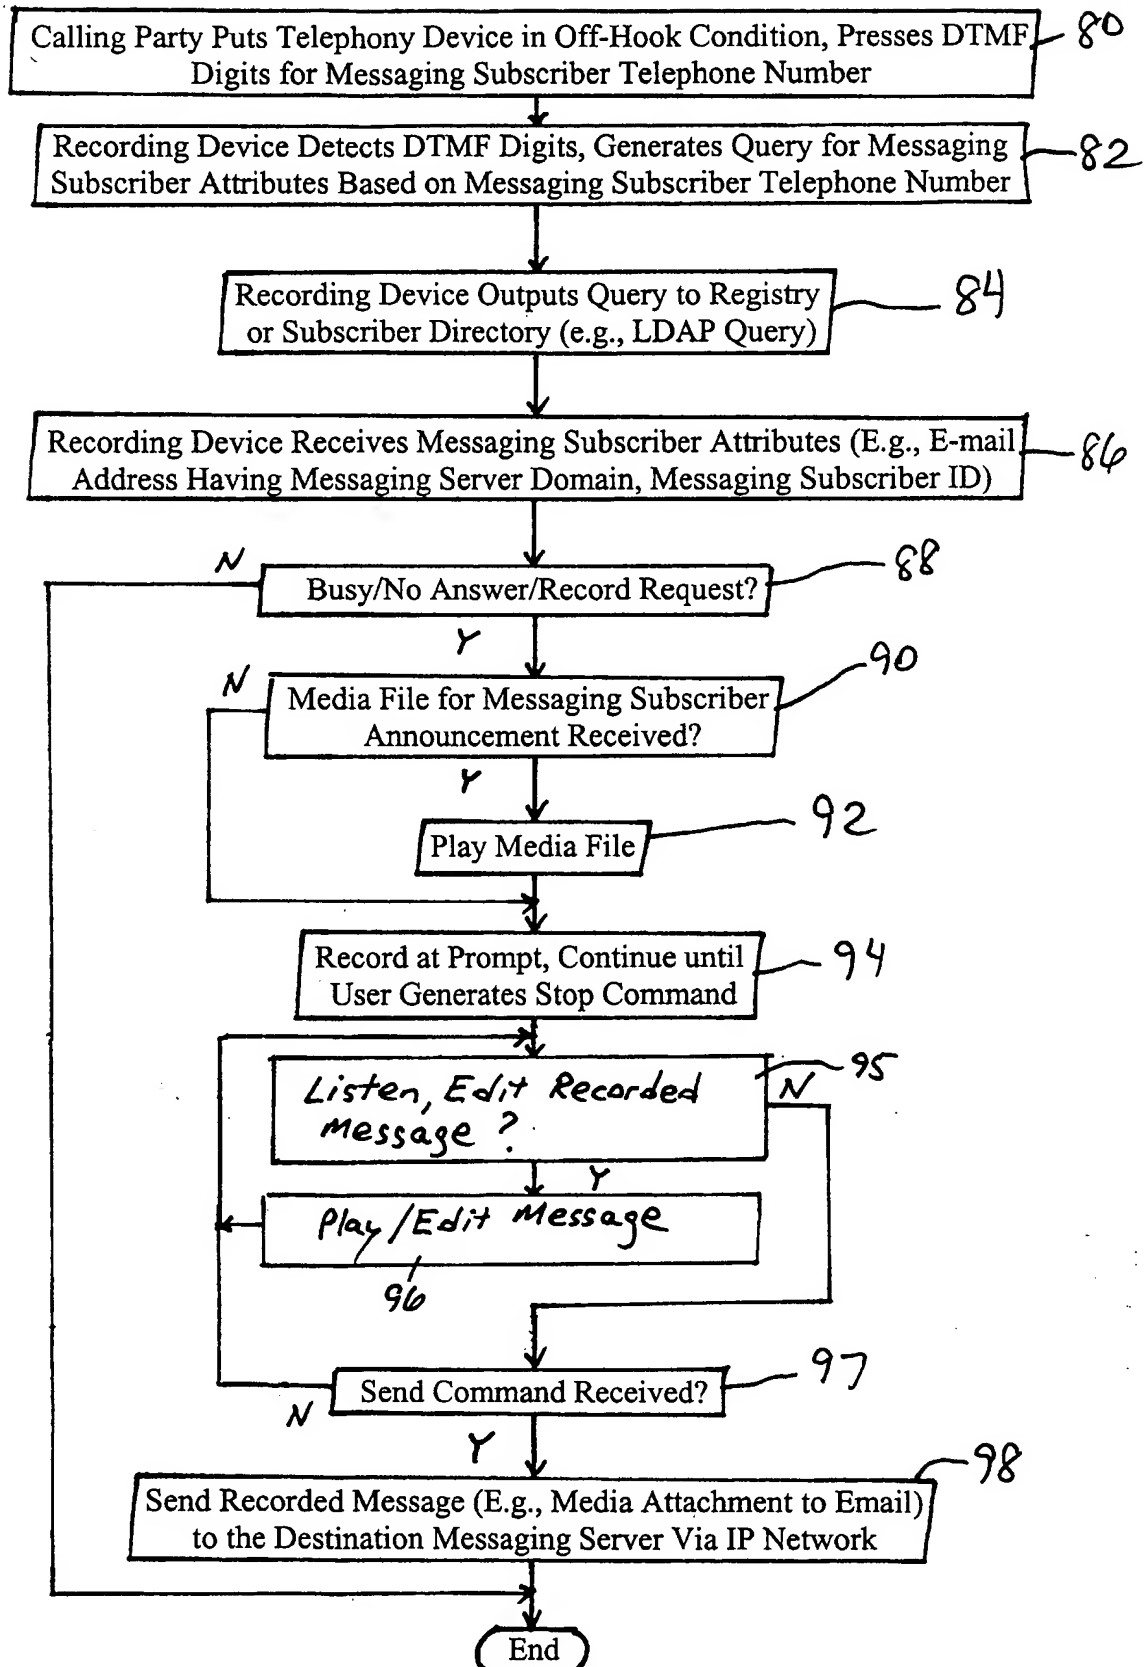 Calling Party Puts Telephony Device in Off-Hook Condition, Presses DTMF
Digits for Messaging Subscriber Telephone Number
80
Recording Device Detects DTMF Digits, Generates Query for Messaging
Subscriber Attributes Based on Messaging Subscriber Telephone Number
82
Recording Device Outputs Query to Registry
or Subscriber Directory (e.g., LDAP Query)
84
Recording Device Receives Messaging Subscriber Attributes (E.g., E-mail
Address Having Messaging Server Domain, Messaging Subscriber ID)
86
N
Busy/No Answer/Record Request?
88
Y
N
Media File for Messaging Subscriber
Announcement Received?
90
Y
Play Media File
92
Record at Prompt, Continue until
User Generates Stop Command
94
Listen, Edit Recorded
Message?
95
N
Y
Play/Edit Message
96
Send Command Received?
97
N
Y
Send Recorded Message (E.g., Media Attachment to Email)
to the Destination Messaging Server Via IP Network
98
End